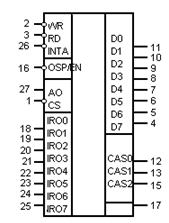 2 WR D0 11
3 RD D1 10
26 INTA D2 9
D3 8
16 OSP/EN D4 7
D5 6
27 AO D6 5
1 CS D7 4
18 IRO0
19 IRO1
20 IRO2
21 IRO3 CAS0 12
22 IRO4 CAS1 13
23 IRO5 CAS2 15
24 IRO6
25 IRO7 17